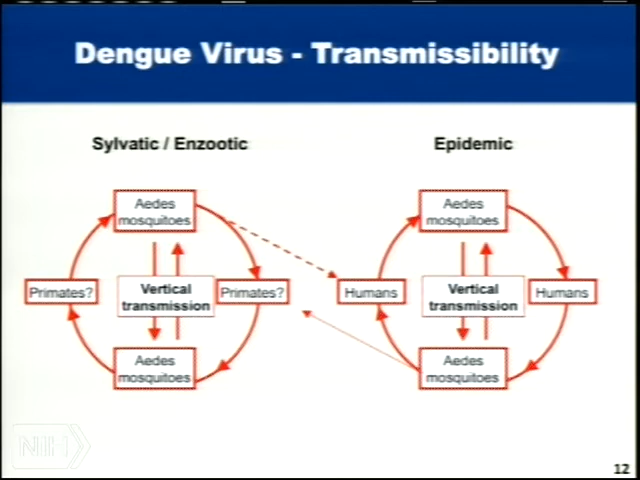 Dengue Virus - Transmissibility
Sylvatic / Enzootic
Epidemic
Aedes
mosquitoes
Primates?
Vertical
transmission
Primates?
Aedes
mosquitoes
Aedes
mosquitoes
Humans
Vertical
transmission
Humans
Aedes
mosquitoes
NIH
12